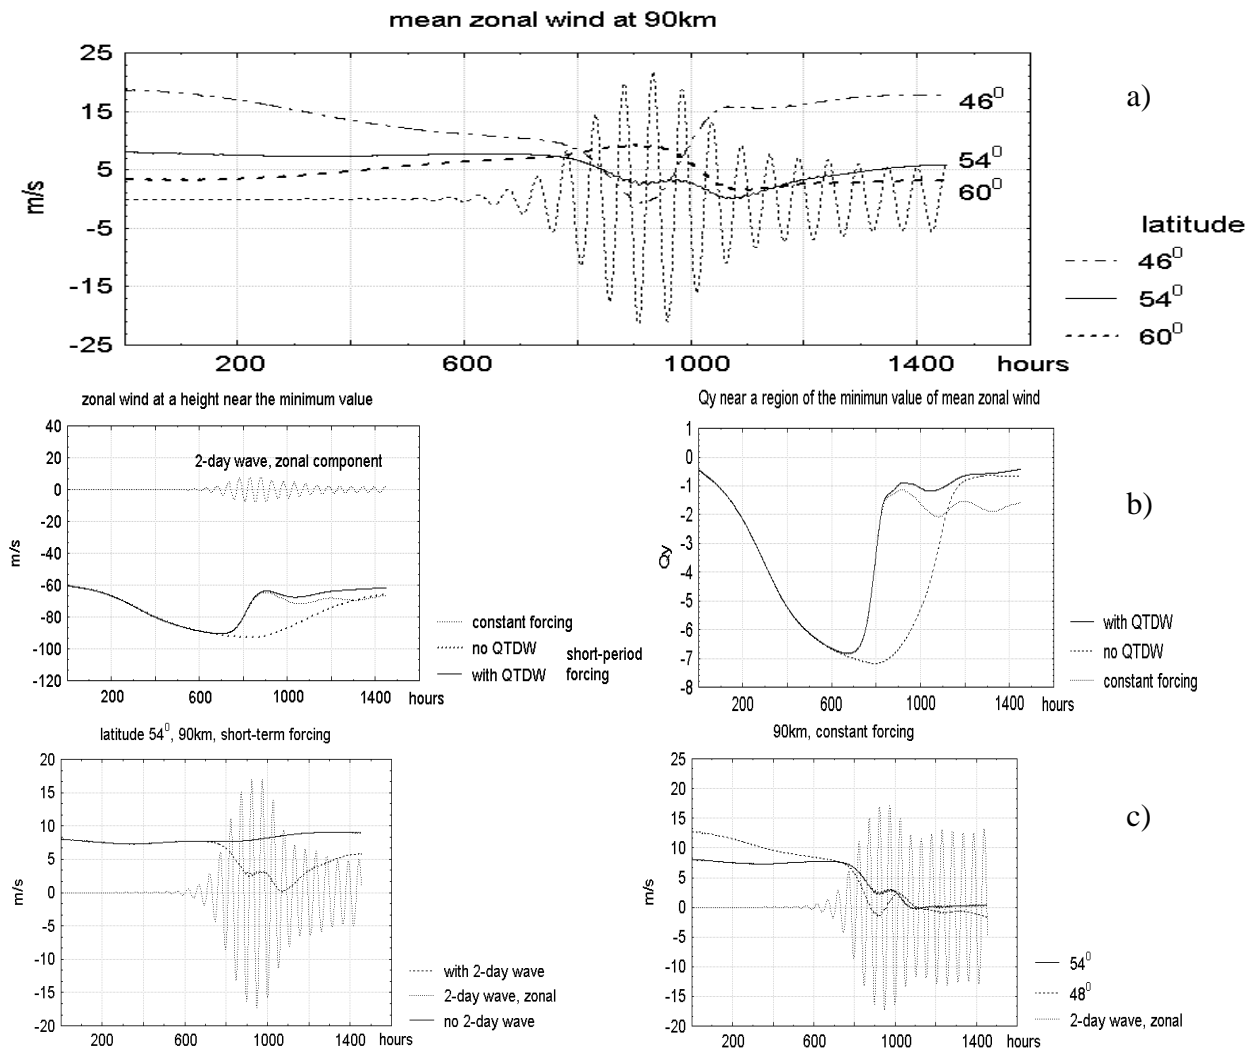 mean zonal wind at 90km
25
15
5
-5
-15
-25
m/s
200
600
1000
1400
hours
46⁰
54⁰
60⁰
a)
latitude
46⁰
54⁰
60⁰
zonal wind at a height near the minimum value
40
20
0
-20
-40
-60
-80
-100
-120
m/s
2-day wave, zonal component
200
600
1000
1400
hours
constant forcing
no QTDW
with QTDW
short-period
forcing
Qy near a region of the minimun value of mean zonal wind
1
0
-1
-2
-3
-4
-5
-6
-7
-8
Qy
200
600
1000
1400
hours
b)
with QTDW
no QTDW
constant forcing
latitude 54⁰, 90km, short-term forcing
20
15
10
5
0
-5
-10
-15
-20
m/s
200
600
1000
1400
hours
with 2-day wave
2-day wave, zonal
no 2-day wave
90km, constant forcing
25
20
15
10
5
0
-5
-10
-15
-20
m/s
200
600
1000
1400
hours
c)
54⁰
48⁰
2-day wave, zonal